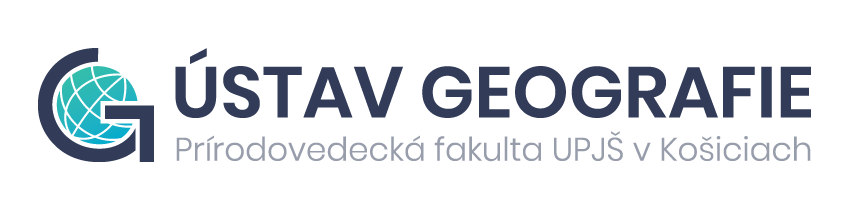 ÚSTAV GEOGRAFIE
Prírodovedecká fakulta UPJŠ v Košiciach